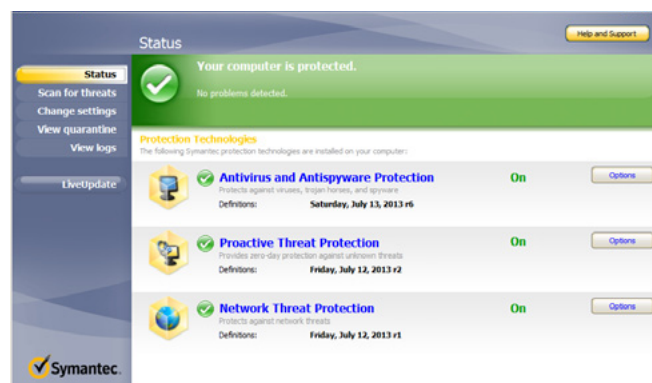 Status
Help and Support
Status
Scan for threats
Change settings
View quarantine
View logs
LiveUpdate
Your computer is protected.
No problems detected.
Protection Technologies
The following Symantec protection technologies are installed on your computer:
Antivirus and Antispyware Protection On Options
Protects against viruses, trojan horses, and spyware
Definitions: Saturday, July 13, 2013 r6
Proactive Threat Protection On Options
Provides zero-day protection against unknown threats
Definitions: Friday, July 12, 2013 r2
Network Threat Protection On Options
Protects against network threats
Definitions: Friday, July 12, 2013 r1
Symantec.